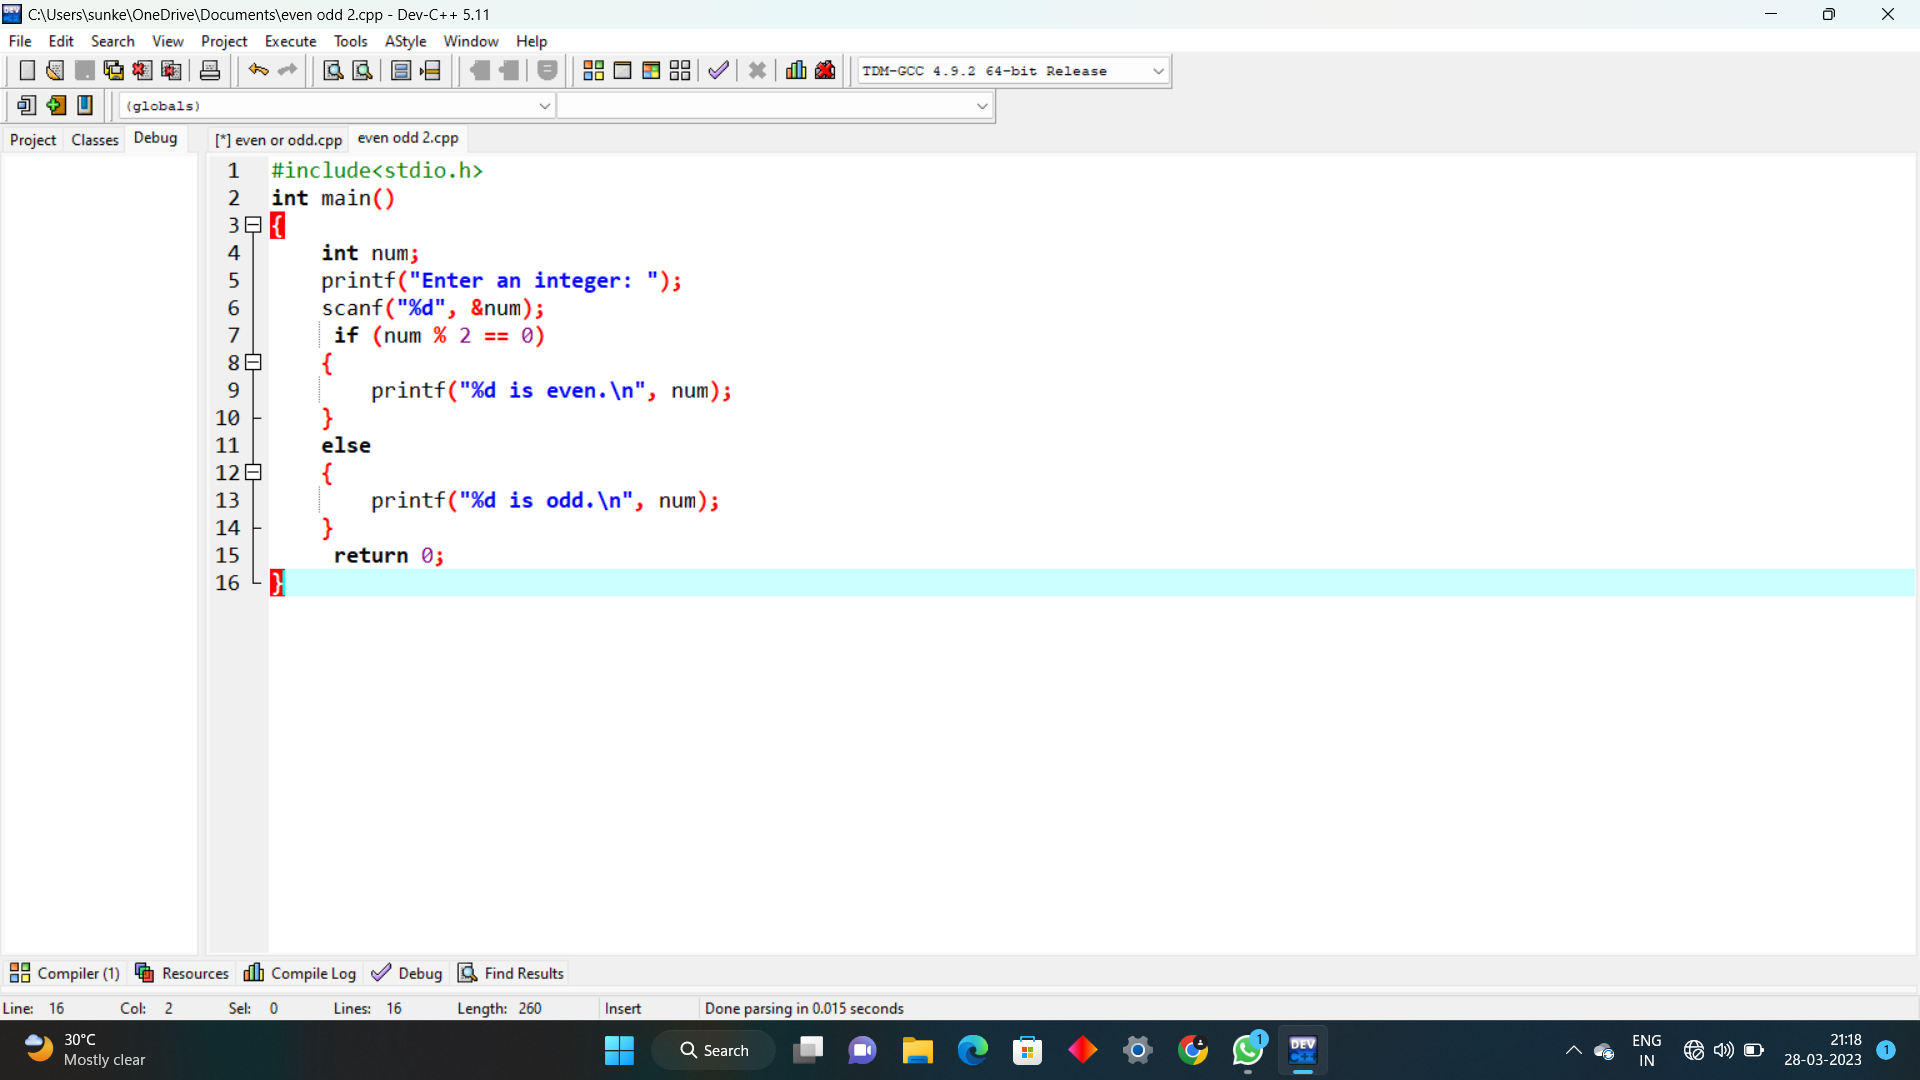 C:\Users\sunke\OneDrive\Documents\even odd 2.cpp - Dev-C++ 5.11
File Edit Search View Project Execute Tools AStyle Window Help
TDM-GCC 4.9.2 64-bit Release
(globals)
Project Classes Debug [*] even or odd.cpp even odd 2.cpp
1 #include<stdio.h>
2 int main()
3 {
4 int num;
5 printf("Enter an integer: ");
6 scanf("%d", &num);
7 if (num % 2 == 0)
8 {
9 printf("%d is even.\n", num);
10 }
11 else
12 {
13 printf("%d is odd.\n", num);
14 }
15 return 0;
16 }
Compiler (1) Resources Compile Log Debug Find Results
Line: 16 Col: 2 Sel: 0 Lines: 16 Length: 260 Insert Done parsing in 0.015 seconds
30°C
Mostly clear
Search
1
DEV
ENG
IN
21:18
28-03-2023
1